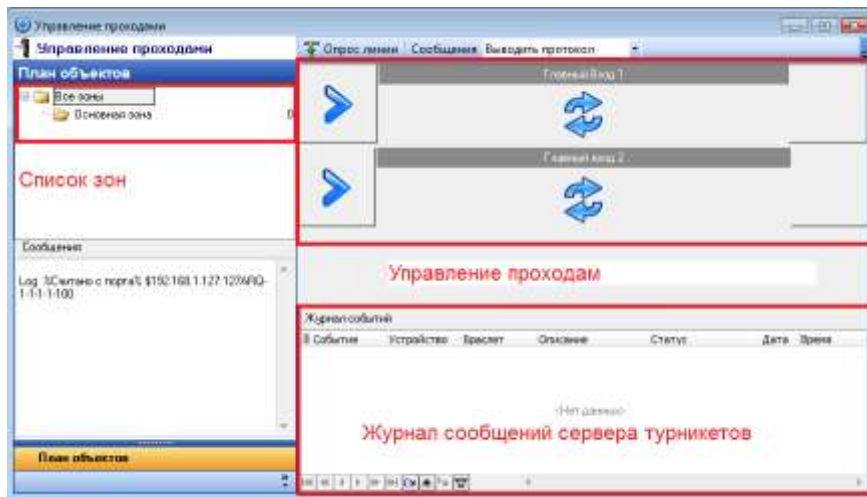 Управление проходами
Управление проходами
Опрос линии Сообщения Выводить протокол
План объектов
Все зоны
Основная зона 0
Список зон
Главный Вход 1
Главный вход 2
Управление проходам
Сообщения
Log %Считано с порта%
Журнал событий
Событие Устройство Браслет Описание Статус Дата Время
<Нет данных>
Журнал сообщений сервера турникетов
План объектов